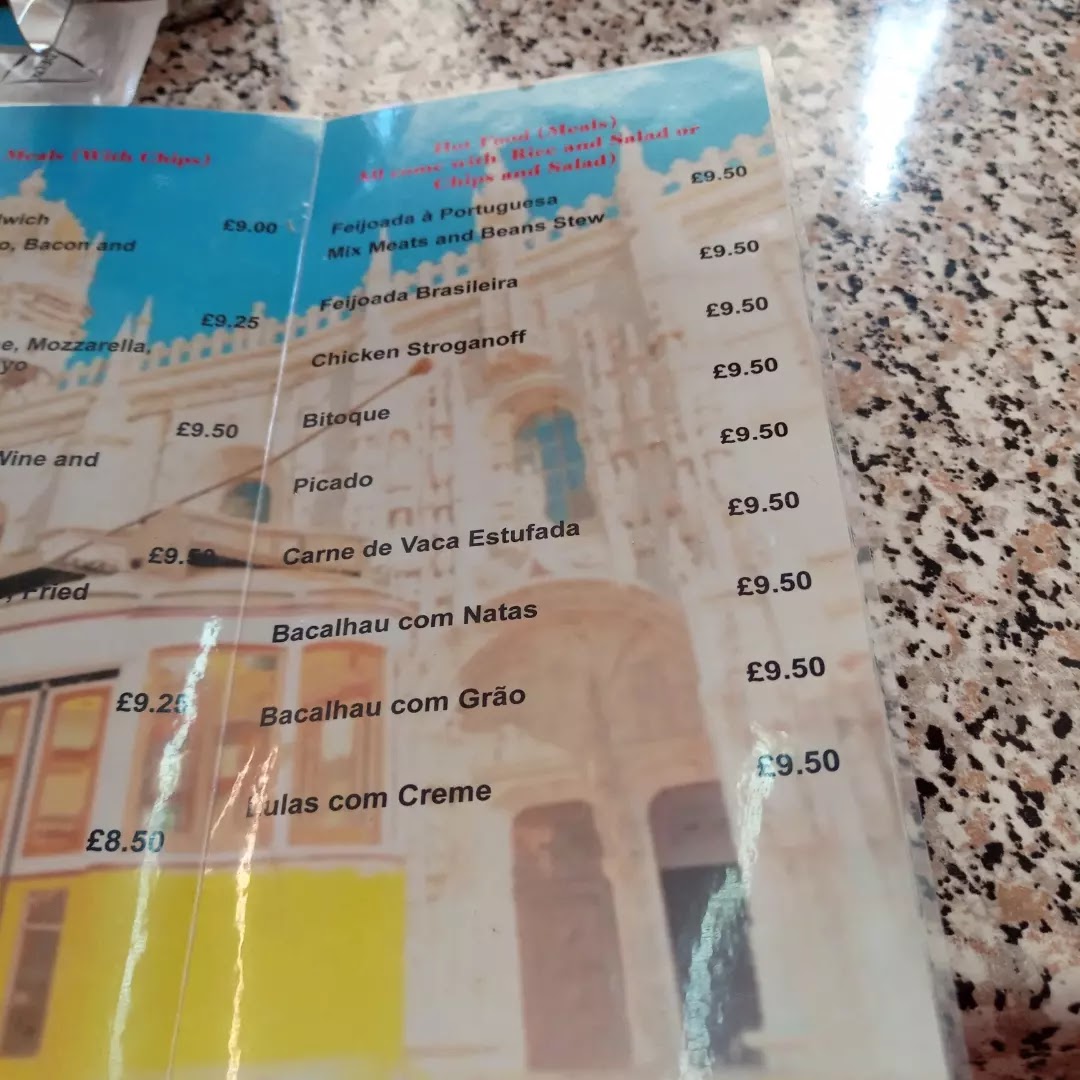 Meals (With Chips)
wich
£9.00
o, Bacon and
£9.25
e, Mozzarella,
yo
£9.50
Wine and
£9.50
, Fried
£9.25
£8.50
Hot Food (Meals)
All come with Rice and Salad or
Chips and Salad)
Feijoada à Portuguesa £9.50
Mix Meats and Beans Stew
Feijoada Brasileira £9.50
Chicken Stroganoff £9.50
Bitoque £9.50
Picado £9.50
Carne de Vaca Estufada £9.50
Bacalhau com Natas £9.50
Bacalhau com Grão £9.50
Lulas com Creme £9.50